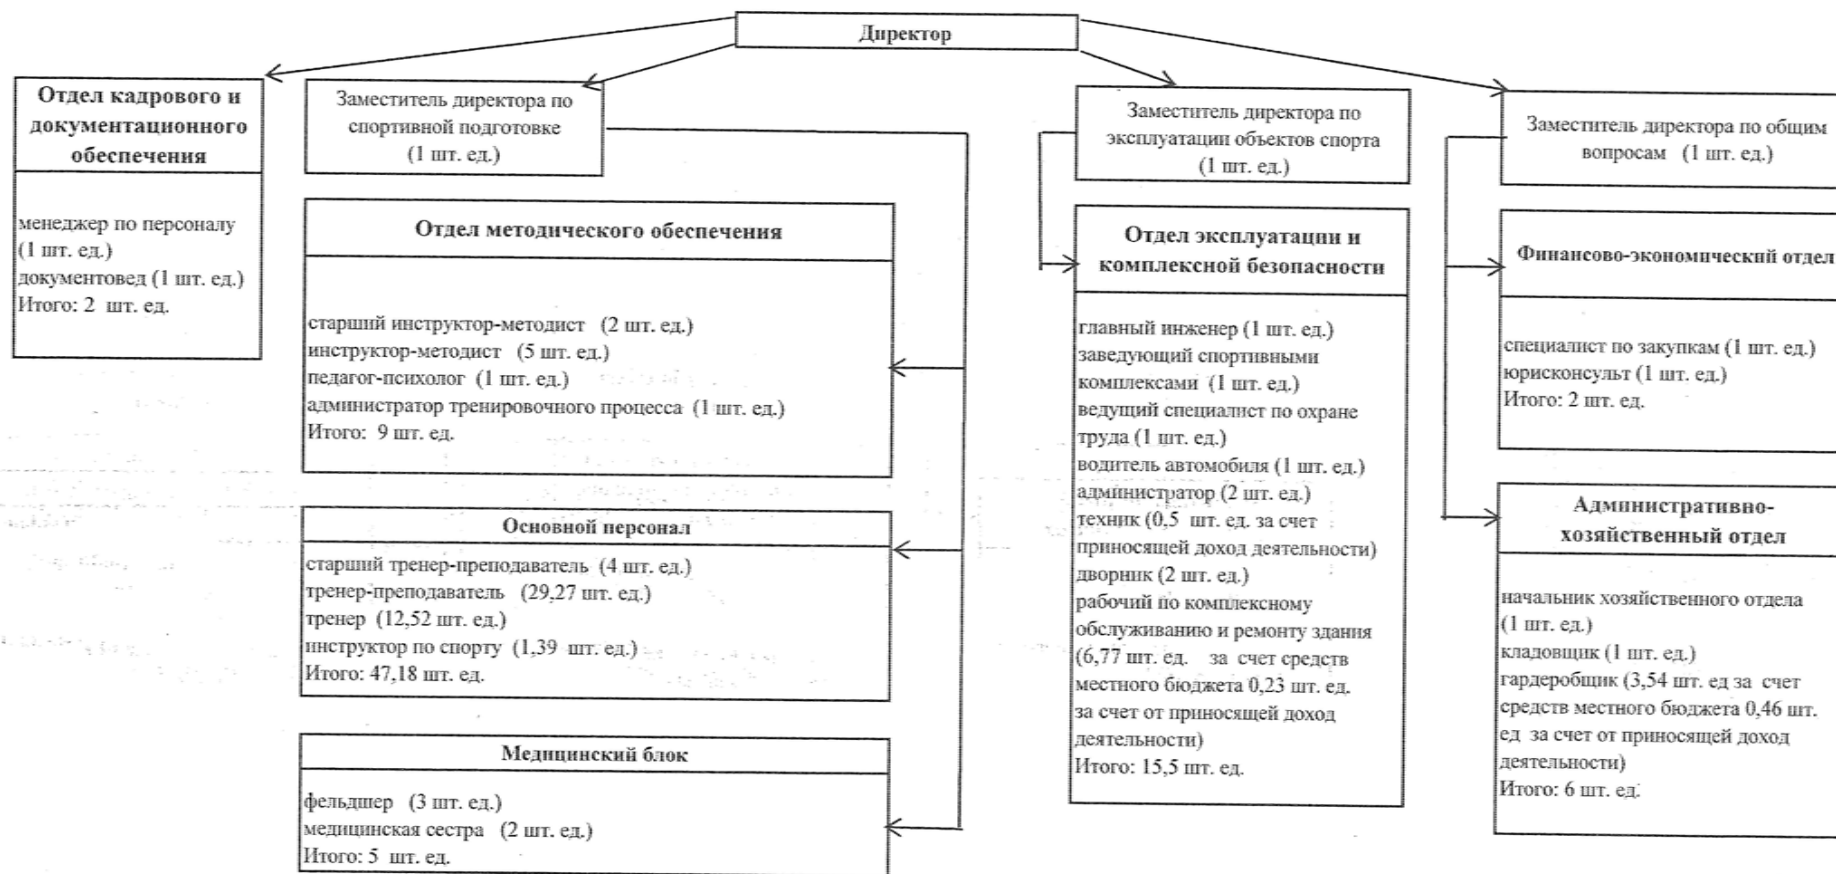 Директор
Отдел кадрового и
документационного
обеспечения
менеджер по персоналу
(1 шт. ед.)
документовед (1 шт. ед.)
Итого: 2 шт. ед.
Заместитель директора по
спортивной подготовке
(1 шт. ед.)
Отдел методического обеспечения
старший инструктор-методист (2 шт. ед.)
инструктор-методист (5 шт. ед.)
педагог-психолог (1 шт. ед.)
администратор тренировочного процесса (1 шт. ед.)
Итого: 9 шт. ед.
Основной персонал
старший тренер-преподаватель (4 шт. ед.)
тренер-преподаватель (29,27 шт. ед.)
тренер (12,52 шт. ед.)
инструктор по спорту (1,39 шт. ед.)
Итого: 47,18 шт. ед.
Медицинский блок
фельдшер (3 шт. ед.)
медицинская сестра (2 шт. ед.)
Итого: 5 шт. ед.
Заместитель директора по
эксплуатации объектов спорта
(1 шт. ед.)
Отдел эксплуатации и
комплексной безопасности
главный инженер (1 шт. ед.)
заведующий спортивными
комплексами (1 шт. ед.)
ведущий специалист по охране
труда (1 шт. ед.)
водитель автомобиля (1 шт. ед.)
администратор (2 шт. ед.)
техник (0,5 шт. ед. за счет
приносящей доход деятельности)
дворник (2 шт. ед.)
рабочий по комплексному
обслуживанию и ремонту здания
(6,77 шт. ед. за счет средств
местного бюджета 0,23 шт. ед.
за счет от приносящей доход
деятельности)
Итого: 15,5 шт. ед.
Заместитель директора по общим
вопросам (1 шт. ед.)
Финансово-экономический отдел
специалист по закупкам (1 шт. ед.)
юрисконсульт (1 шт. ед.)
Итого: 2 шт. ед.
Административно-
хозяйственный отдел
начальник хозяйственного отдела
(1 шт. ед.)
кладовщик (1 шт. ед.)
гардеробщик (3,54 шт. ед за счет
средств местного бюджета 0,46 шт.
ед за счет от приносящей доход
деятельности)
Итого: 6 шт. ед.